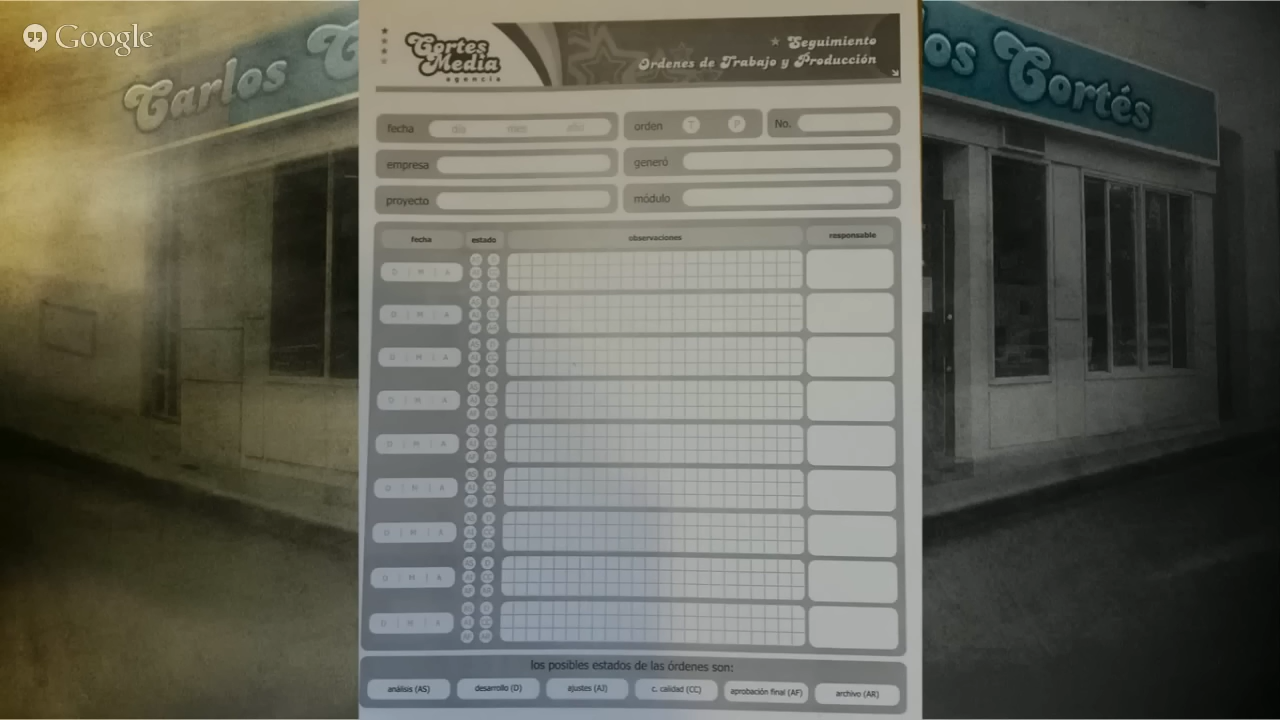 Google
Carlos C
os Cortés
Cortes
Media
agencia
Seguimiento
Ordenes de Trabajo y Producción
fecha día mes año
orden T P
No.
empresa
generó
proyecto
módulo
fecha estado observaciones responsable
D M A
D M A
D M A
D M A
D M A
D M A
D M A
D M A
D M A
los posibles estados de las órdenes son:
análisis (AS) desarrollo (D) ajustes (AJ) c. calidad (CC) aprobación final (AF) archivo (AR)